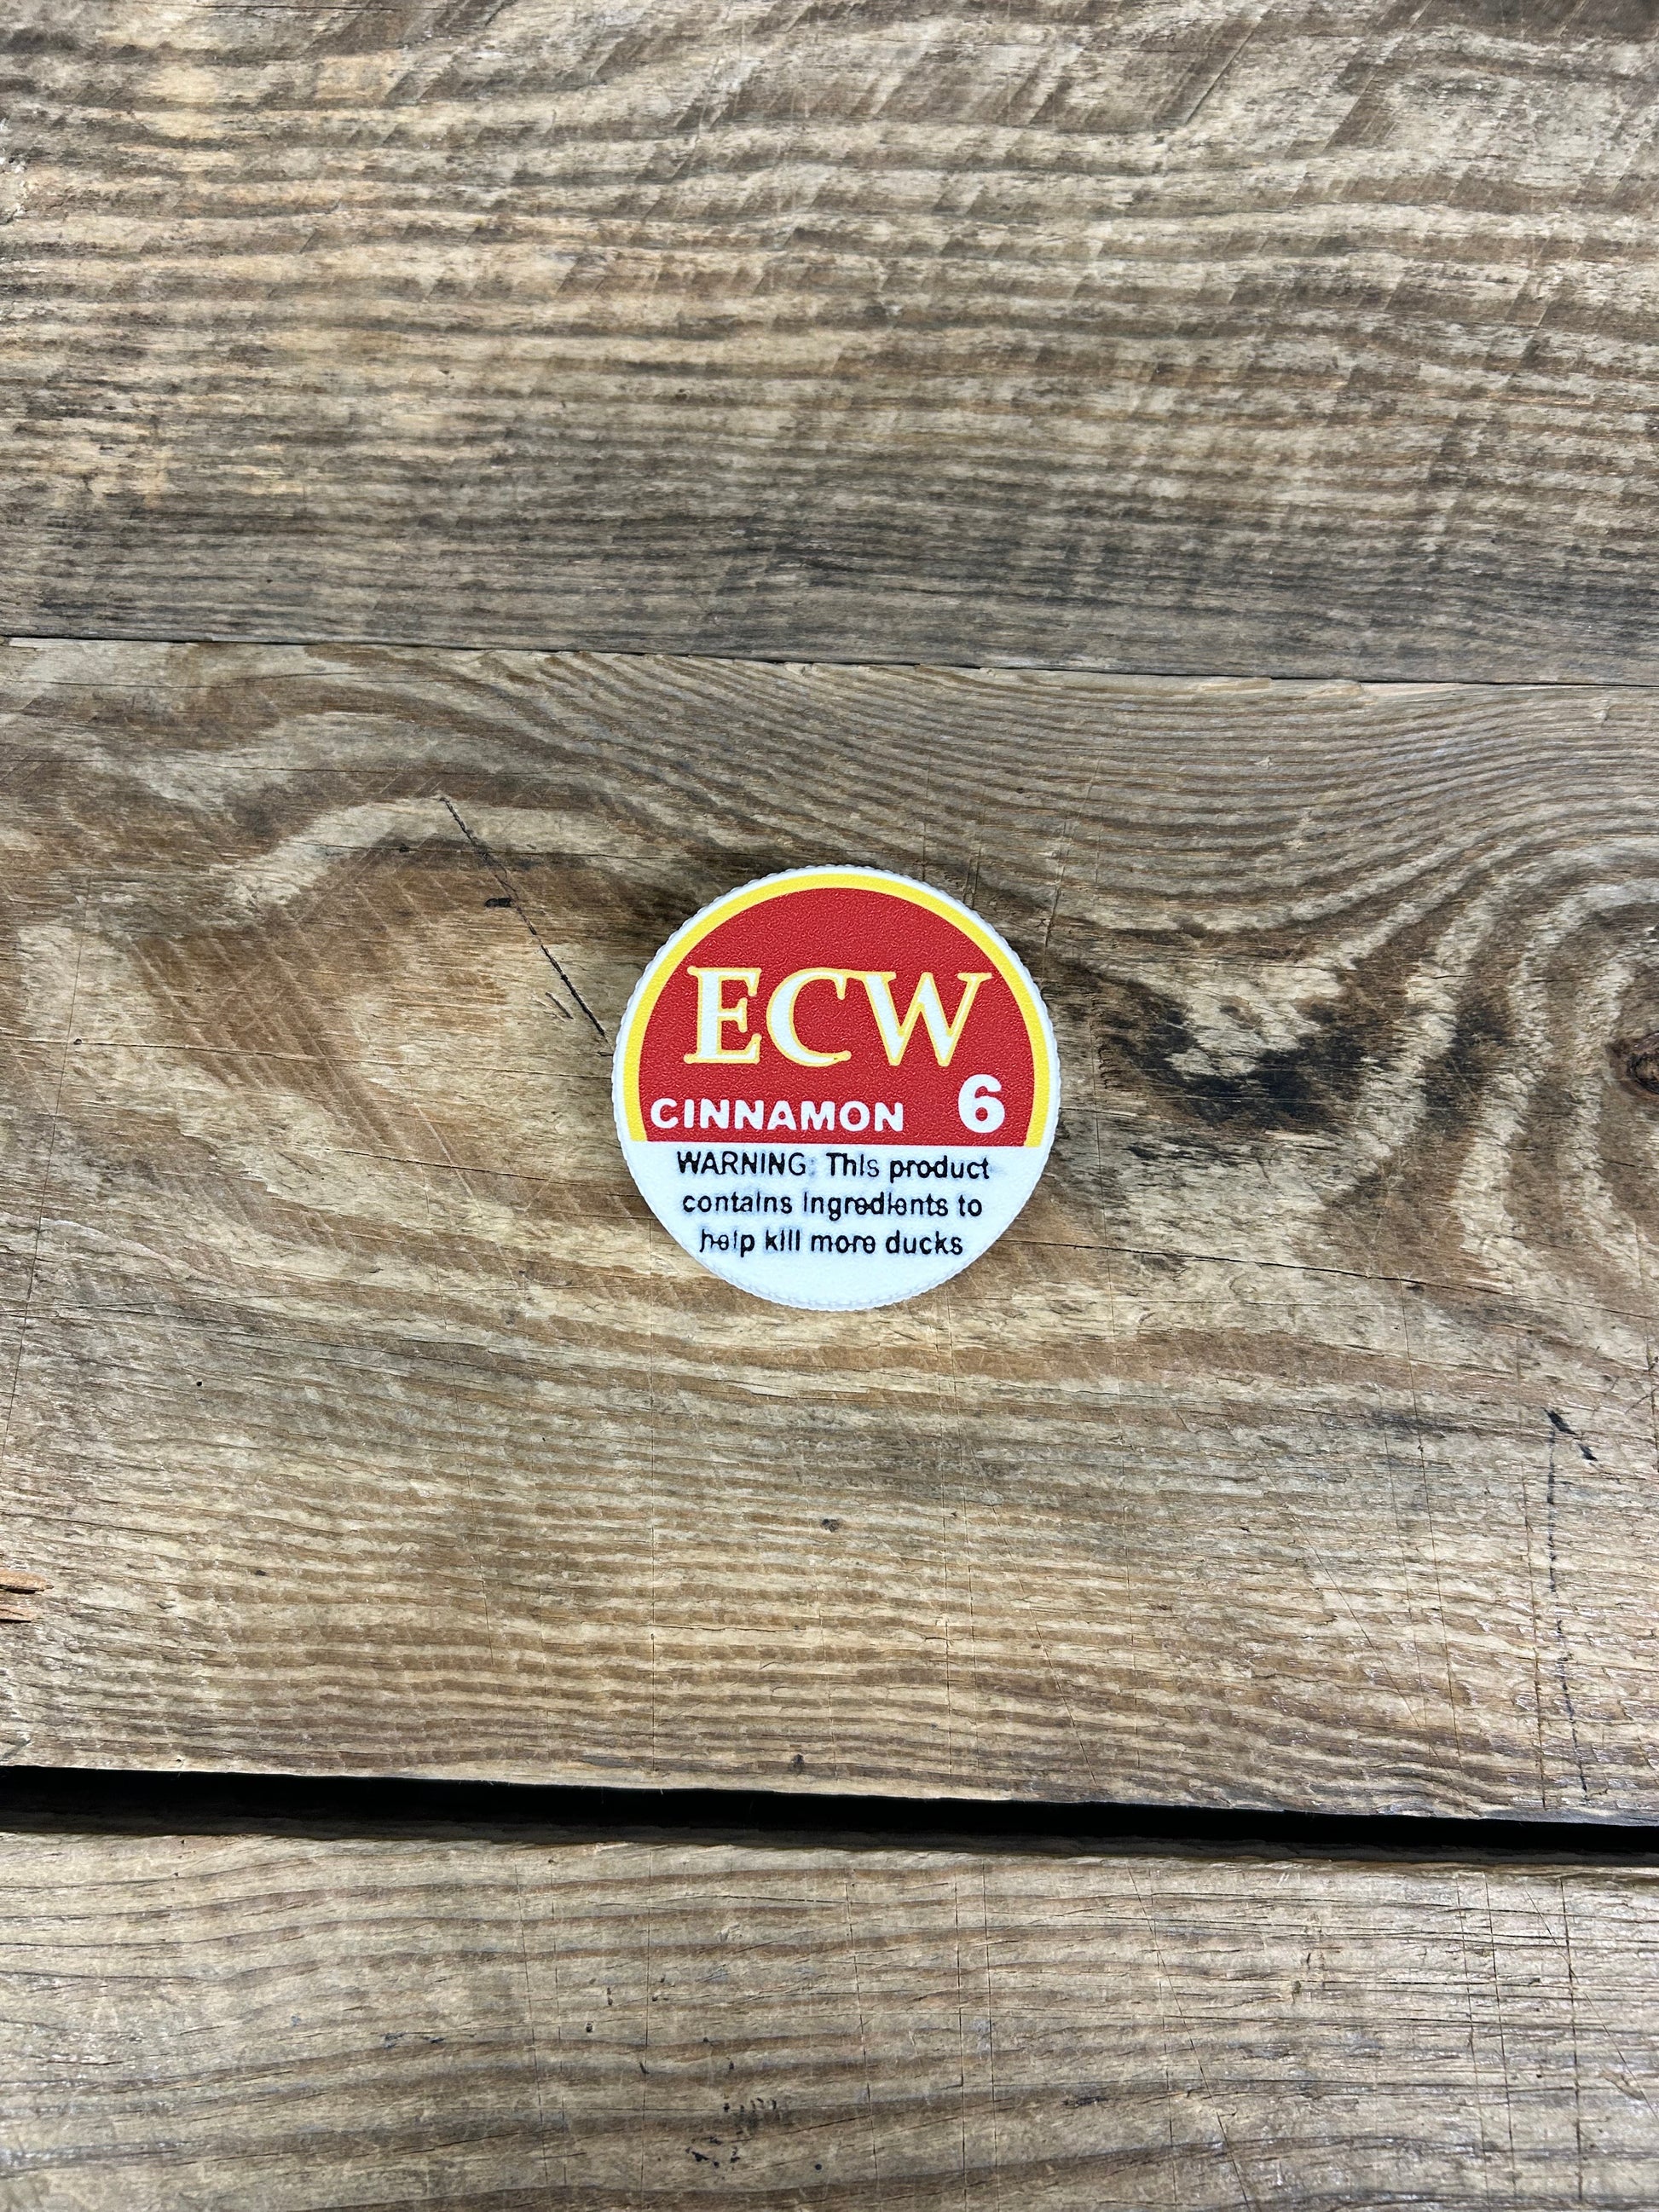 ECW
CINNAMON 6
WARNING: This product
contains ingredients to
help kill more ducks